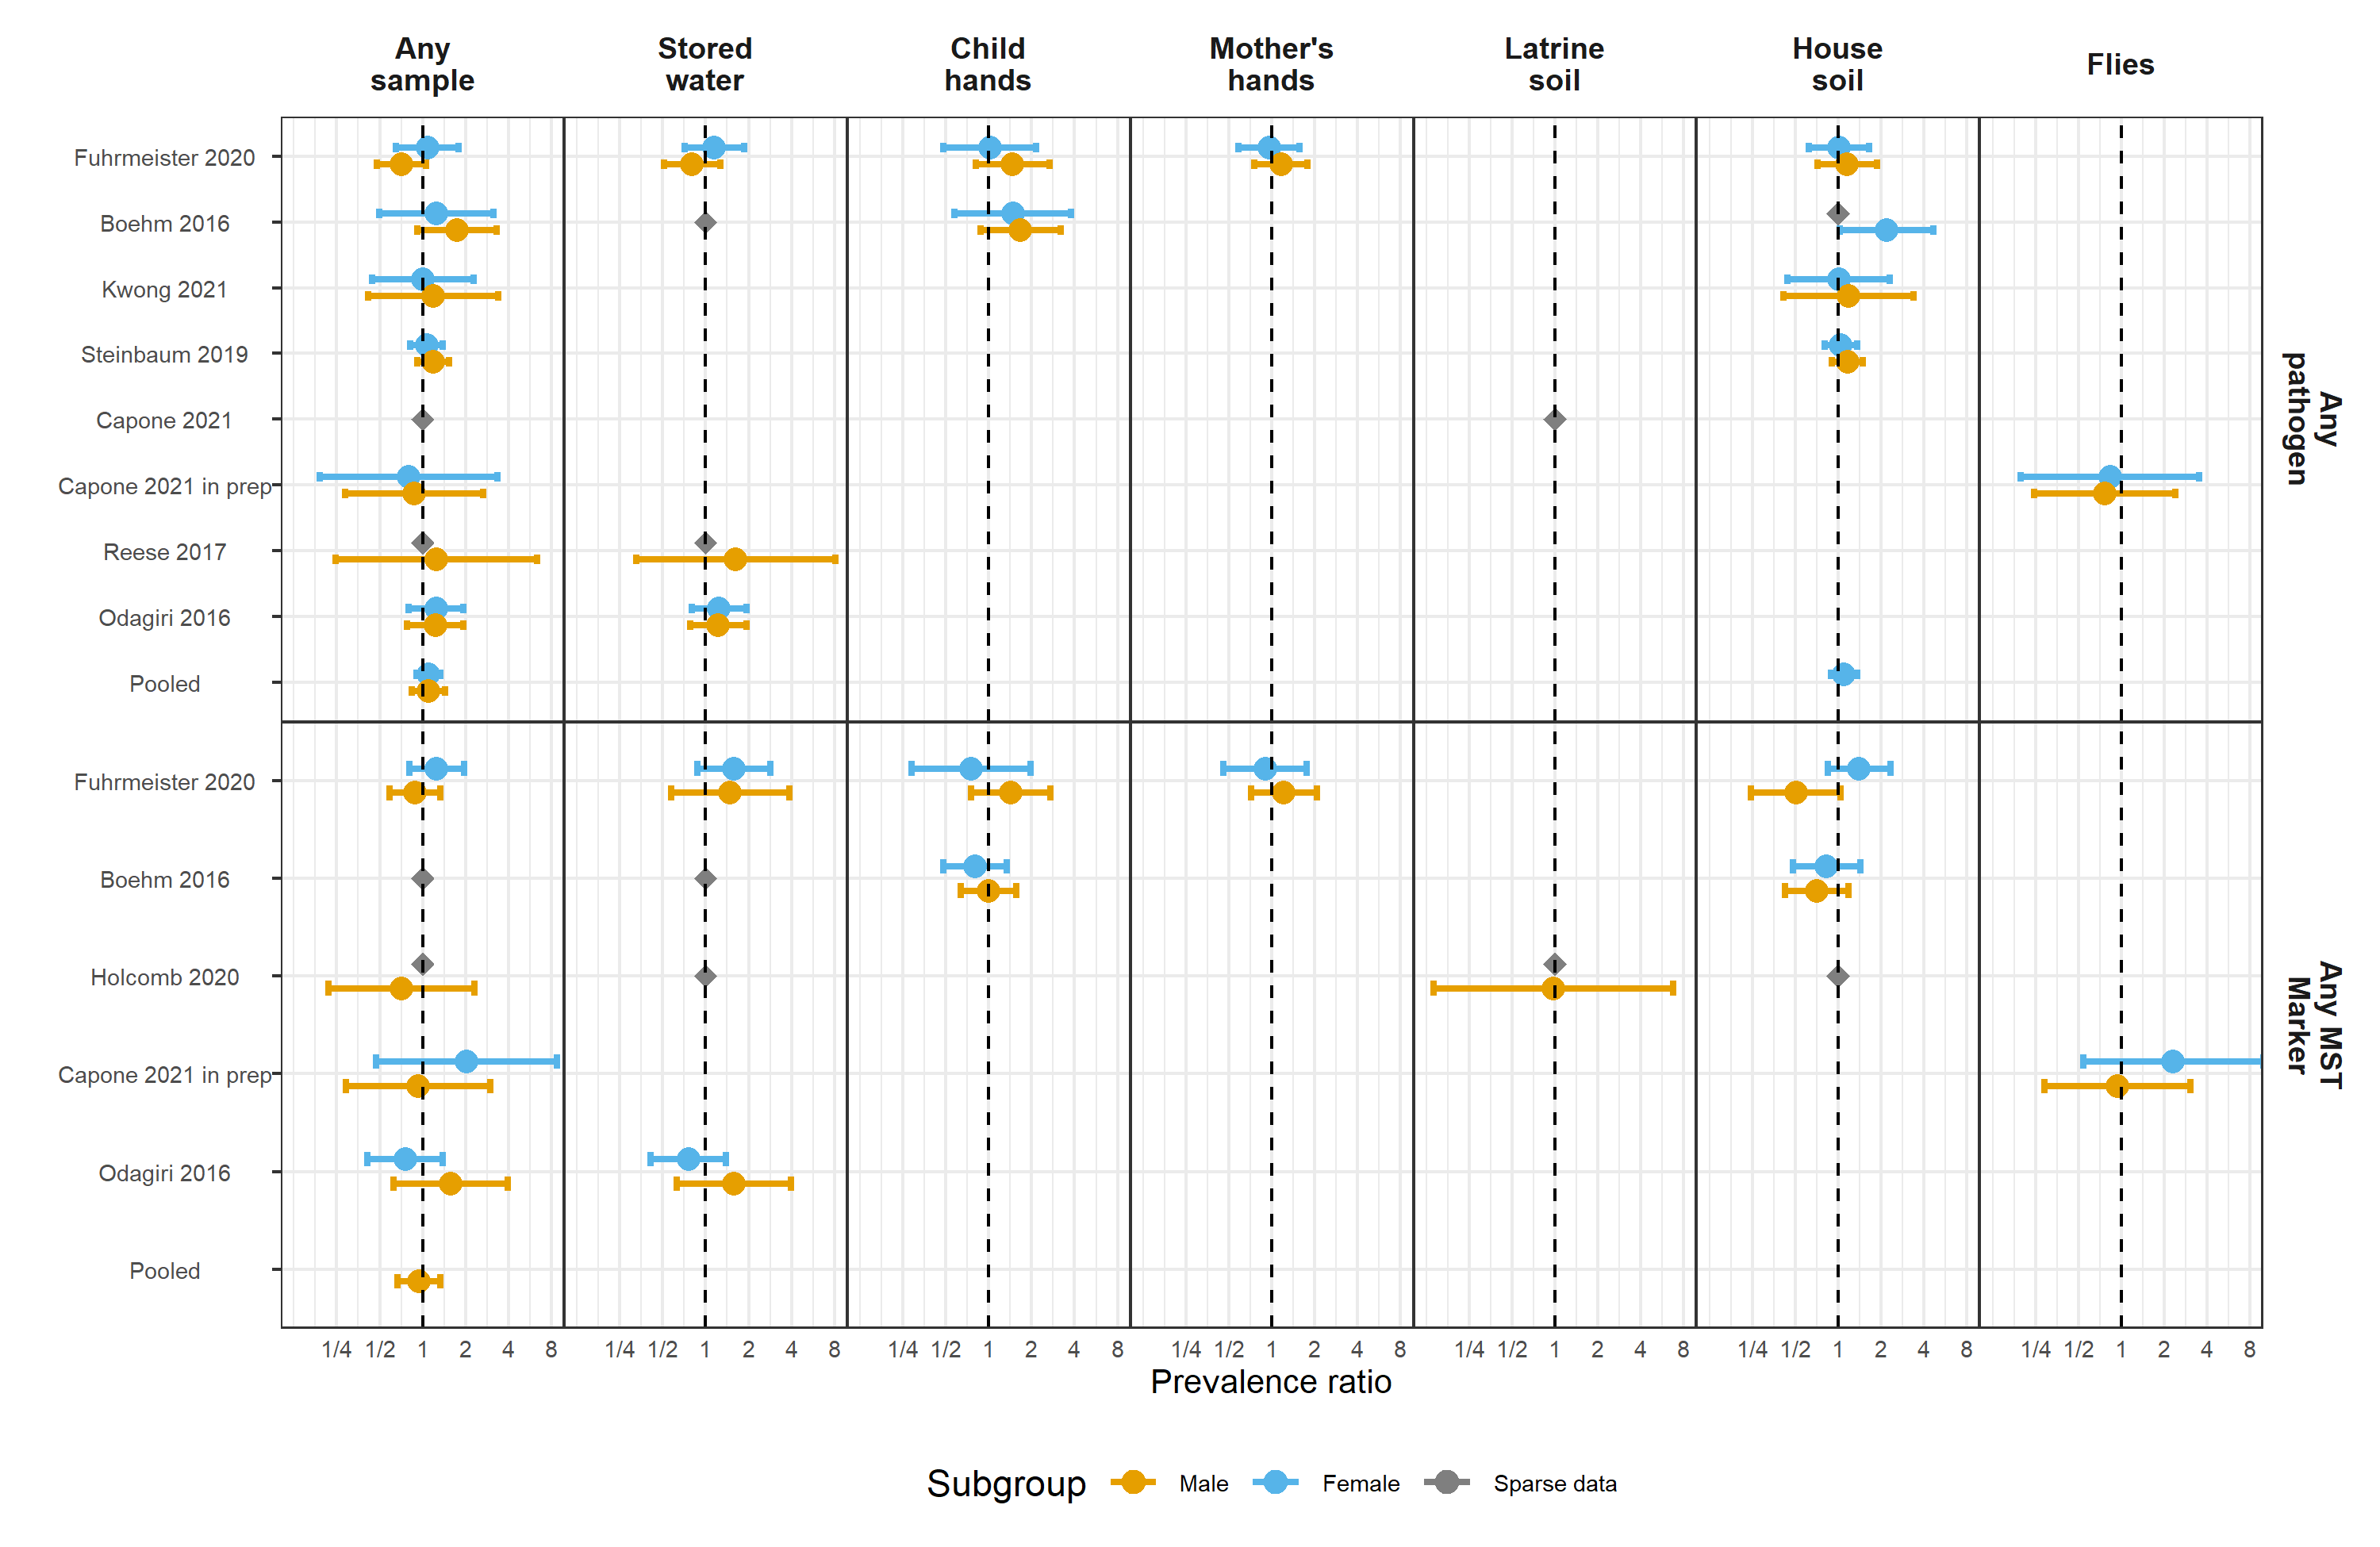 Any
sample
Stored
water
Child
hands
Mother's
hands
Latrine
soil
House
soil
Flies
Fuhrmeister 2020
Boehm 2016
Kwong 2021
Steinbaum 2019
Capone 2021
Capone 2021 in prep
Reese 2017
Odagiri 2016
Pooled
Any
pathogen
Fuhrmeister 2020
Boehm 2016
Holcomb 2020
Capone 2021 in prep
Odagiri 2016
Pooled
Any MST
Marker
1/4 1/2 1 2 4 8
1/4 1/2 1 2 4 8
1/4 1/2 1 2 4 8
1/4 1/2 1 2 4 8
1/4 1/2 1 2 4 8
1/4 1/2 1 2 4 8
1/4 1/2 1 2 4 8
Prevalence ratio
Subgroup Male Female Sparse data